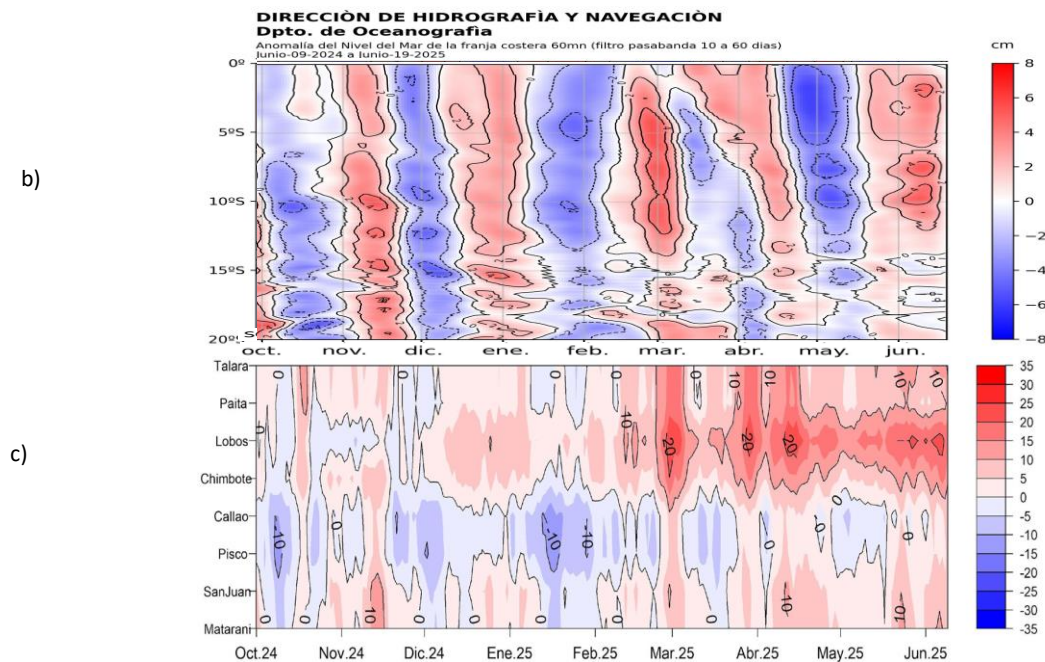 DIRECCIÒN DE HIDROGRAFÌA Y NAVEGACIÒN
Dpto. de Oceanografìa
Anomalía del Nivel del Mar de la franja costera 60mn (filtro pasabanda 10 a 60 dias)
Junio-09-2024 a Junio-19-2025
cm
b)
0º
5ºS
10ºS
15ºS
20º
S
oct. nov. dic. ene. feb. mar. abr. may. jun.
8
6
4
2
0
−2
−4
−6
−8
c)
Talara
Paita
Lobos
Chimbote
Callao
Pisco
SanJuan
Matarani
Oct.24 Nov.24 Dic.24 Ene.25 Feb.25 Mar.25 Abr.25 May.25 Jun.25
35
30
25
20
15
10
5
0
-5
-10
-15
-20
-25
-30
-35